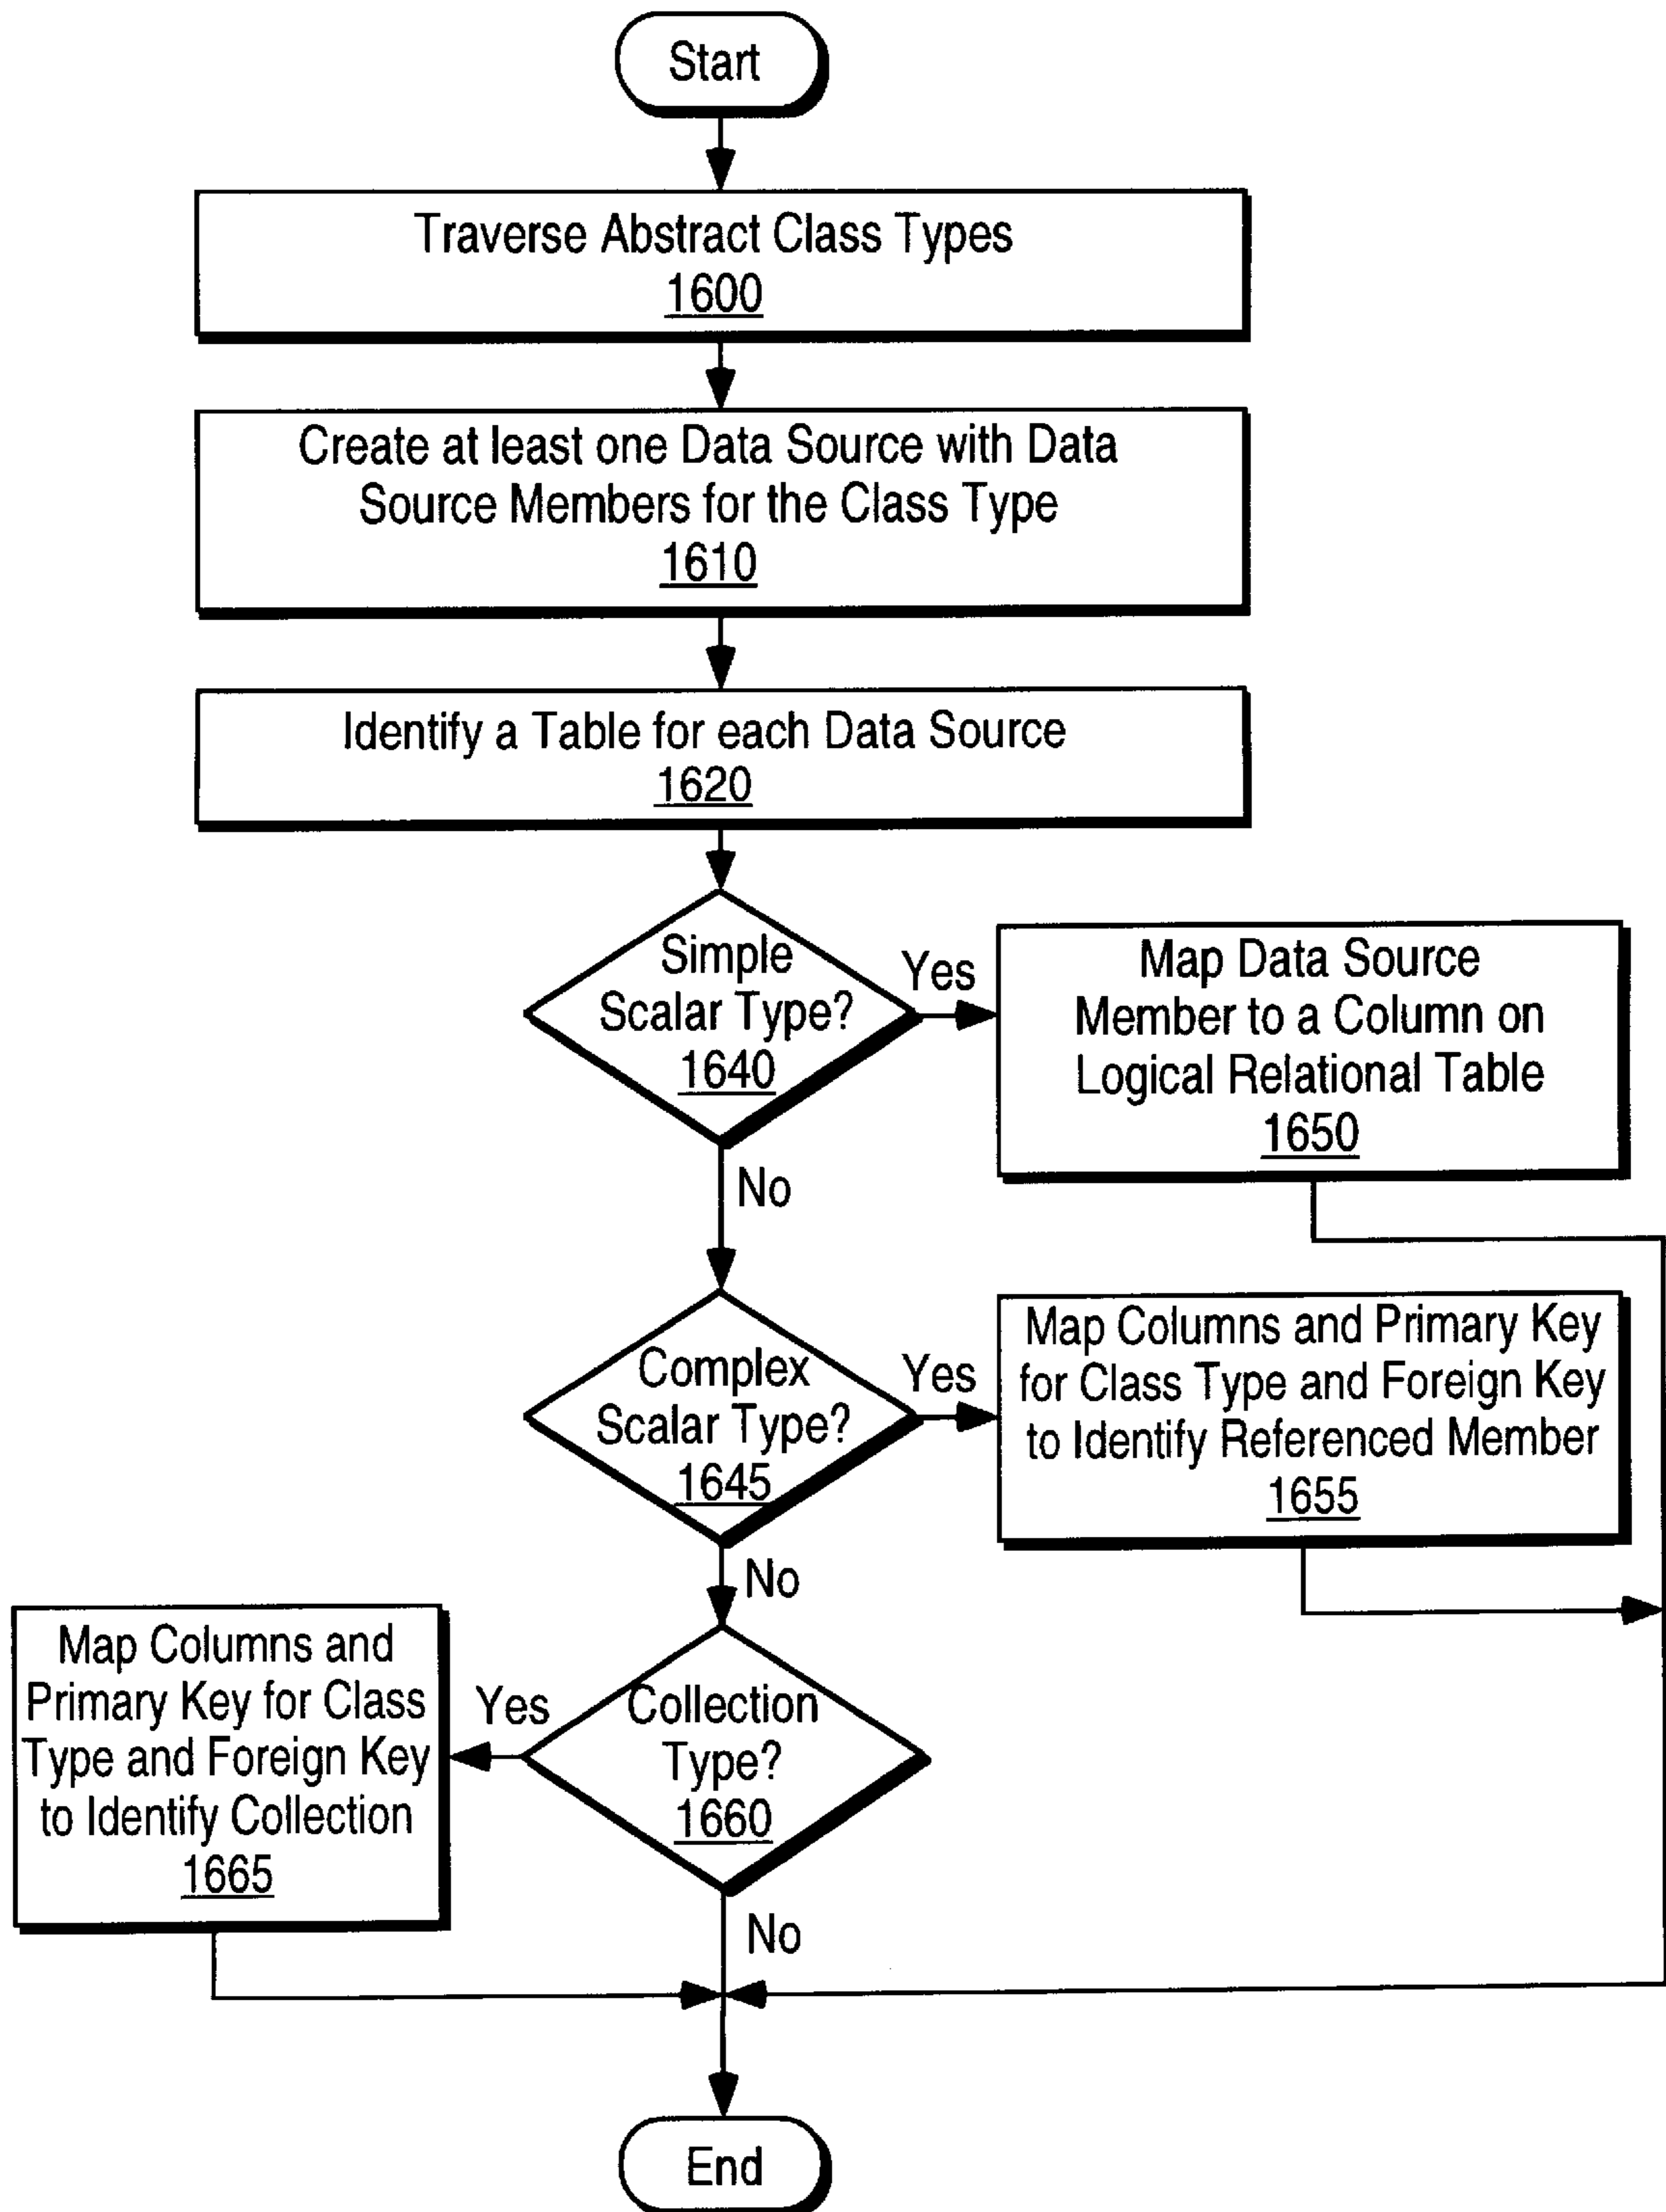 Start
Traverse Abstract Class Types
1600
Create at least one Data Source with Data
Source Members for the Class Type
1610
Identify a Table for each Data Source
1620
Simple
Scalar Type?
1640
Yes
Map Data Source
Member to a Column on
Logical Relational Table
1650
No
Complex
Scalar Type?
1645
Yes
Map Columns and Primary Key
for Class Type and Foreign Key
to Identify Referenced Member
1655
No
Collection
Type?
1660
Yes
Map Columns and
Primary Key for Class
Type and Foreign Key
to Identify Collection
1665
No
End